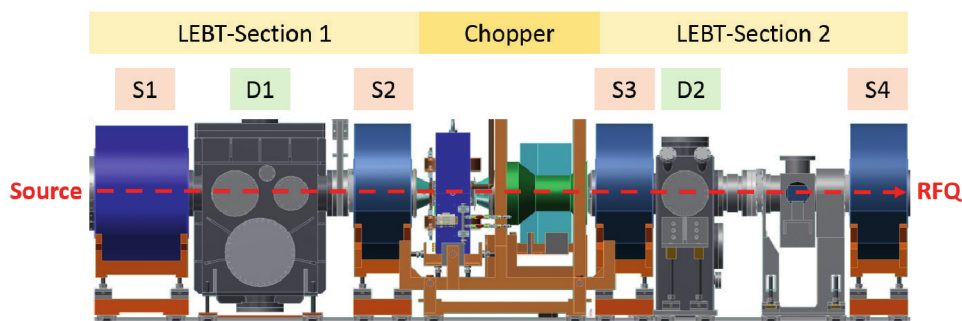 LEBT-Section 1 Chopper LEBT-Section 2
S1 D1 S2 S3 D2 S4
Source RFQ